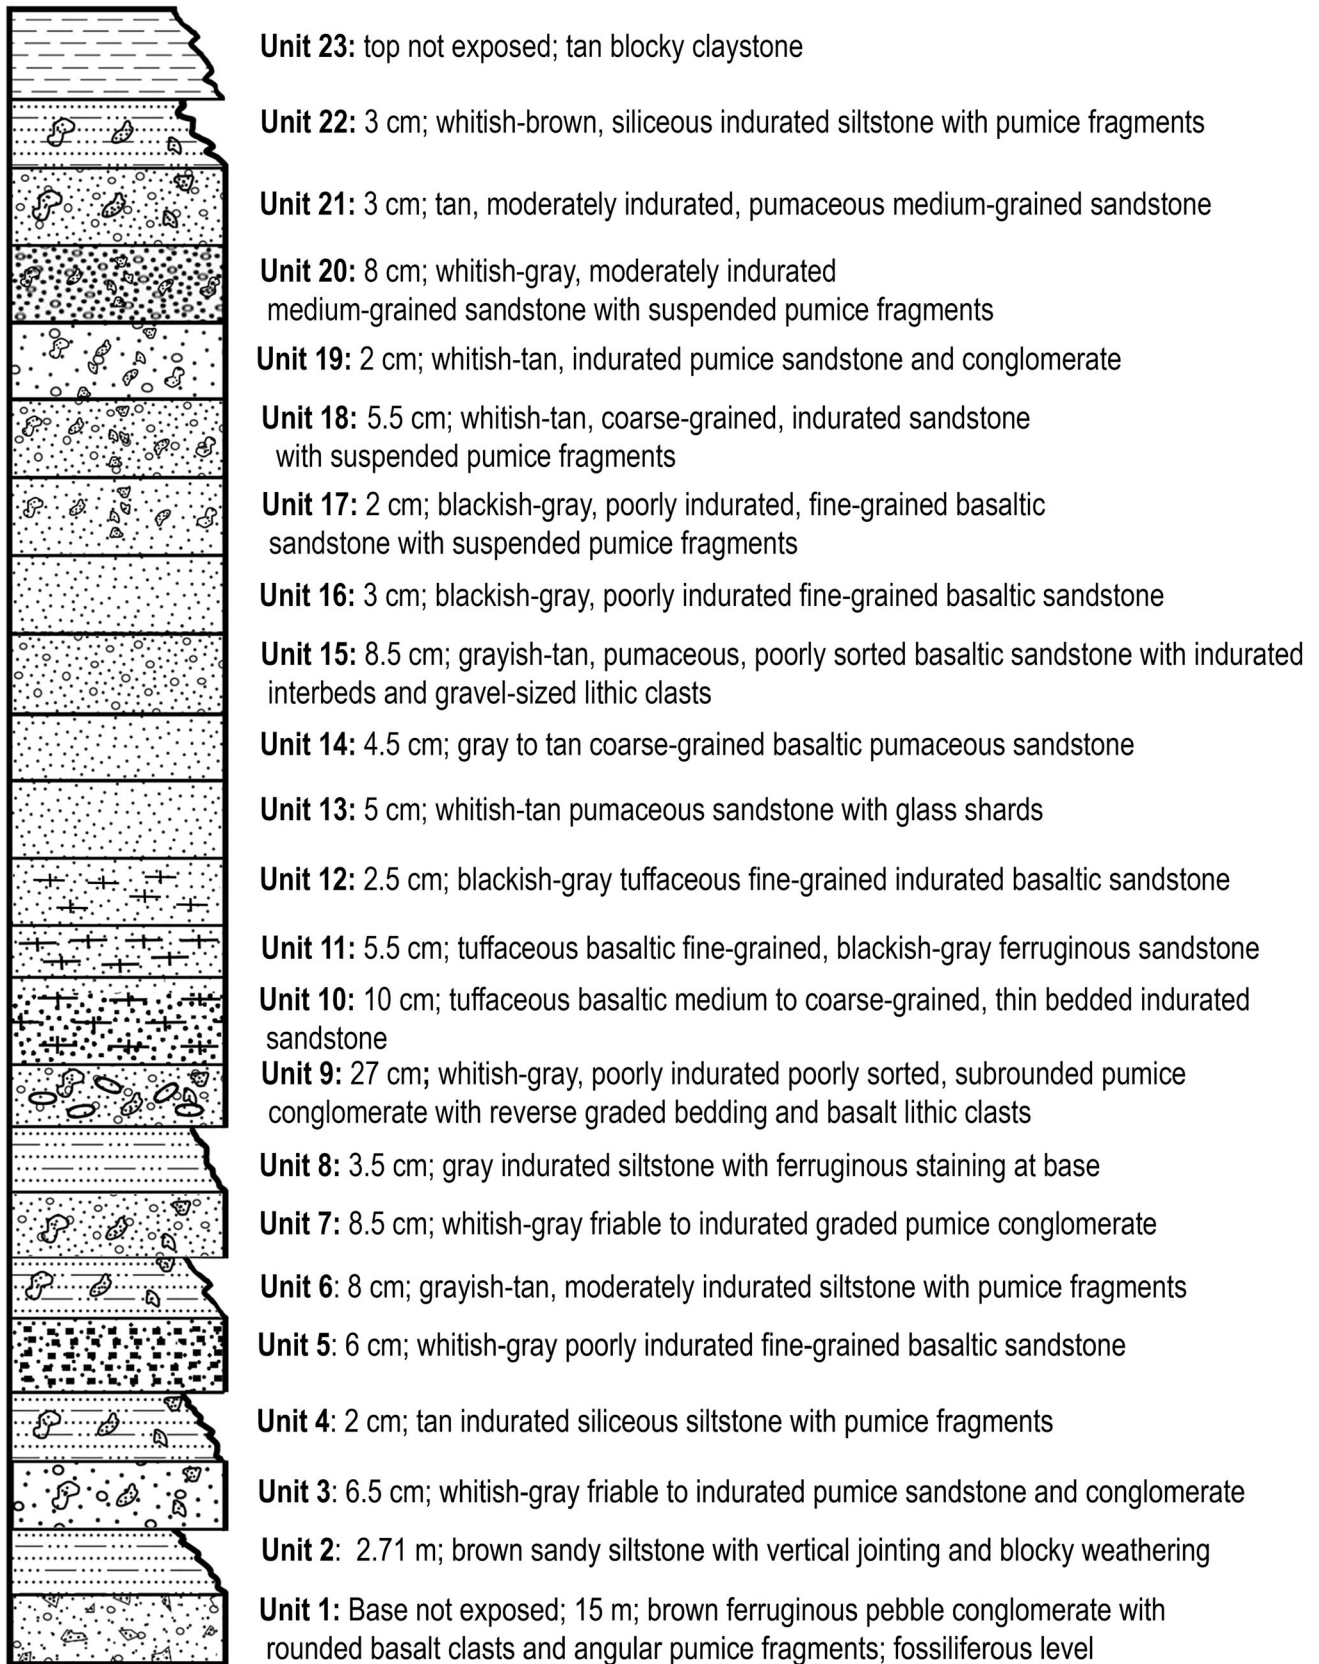 Unit 23: top not exposed; tan blocky claystone
Unit 22: 3 cm; whitish-brown, siliceous indurated siltstone with pumice fragments
Unit 21: 3 cm; tan, moderately indurated, pumaceous medium-grained sandstone
Unit 20: 8 cm; whitish-gray, moderately indurated
medium-grained sandstone with suspended pumice fragments
Unit 19: 2 cm; whitish-tan, indurated pumice sandstone and conglomerate
Unit 18: 5.5 cm; whitish-tan, coarse-grained, indurated sandstone
with suspended pumice fragments
Unit 17: 2 cm; blackish-gray, poorly indurated, fine-grained basaltic
sandstone with suspended pumice fragments
Unit 16: 3 cm; blackish-gray, poorly indurated fine-grained basaltic sandstone
Unit 15: 8.5 cm; grayish-tan, pumaceous, poorly sorted basaltic sandstone with indurated
interbeds and gravel-sized lithic clasts
Unit 14: 4.5 cm; gray to tan coarse-grained basaltic pumaceous sandstone
Unit 13: 5 cm; whitish-tan pumaceous sandstone with glass shards
Unit 12: 2.5 cm; blackish-gray tuffaceous fine-grained indurated basaltic sandstone
Unit 11: 5.5 cm; tuffaceous basaltic fine-grained, blackish-gray ferruginous sandstone
Unit 10: 10 cm; tuffaceous basaltic medium to coarse-grained, thin bedded indurated
sandstone
Unit 9: 27 cm; whitish-gray, poorly indurated poorly sorted, subrounded pumice
conglomerate with reverse graded bedding and basalt lithic clasts
Unit 8: 3.5 cm; gray indurated siltstone with ferruginous staining at base
Unit 7: 8.5 cm; whitish-gray friable to indurated graded pumice conglomerate
Unit 6: 8 cm; grayish-tan, moderately indurated siltstone with pumice fragments
Unit 5: 6 cm; whitish-gray poorly indurated fine-grained basaltic sandstone
Unit 4: 2 cm; tan indurated siliceous siltstone with pumice fragments
Unit 3: 6.5 cm; whitish-gray friable to indurated pumice sandstone and conglomerate
Unit 2: 2.71 m; brown sandy siltstone with vertical jointing and blocky weathering
Unit 1: Base not exposed; 15 m; brown ferruginous pebble conglomerate with
rounded basalt clasts and angular pumice fragments; fossiliferous level